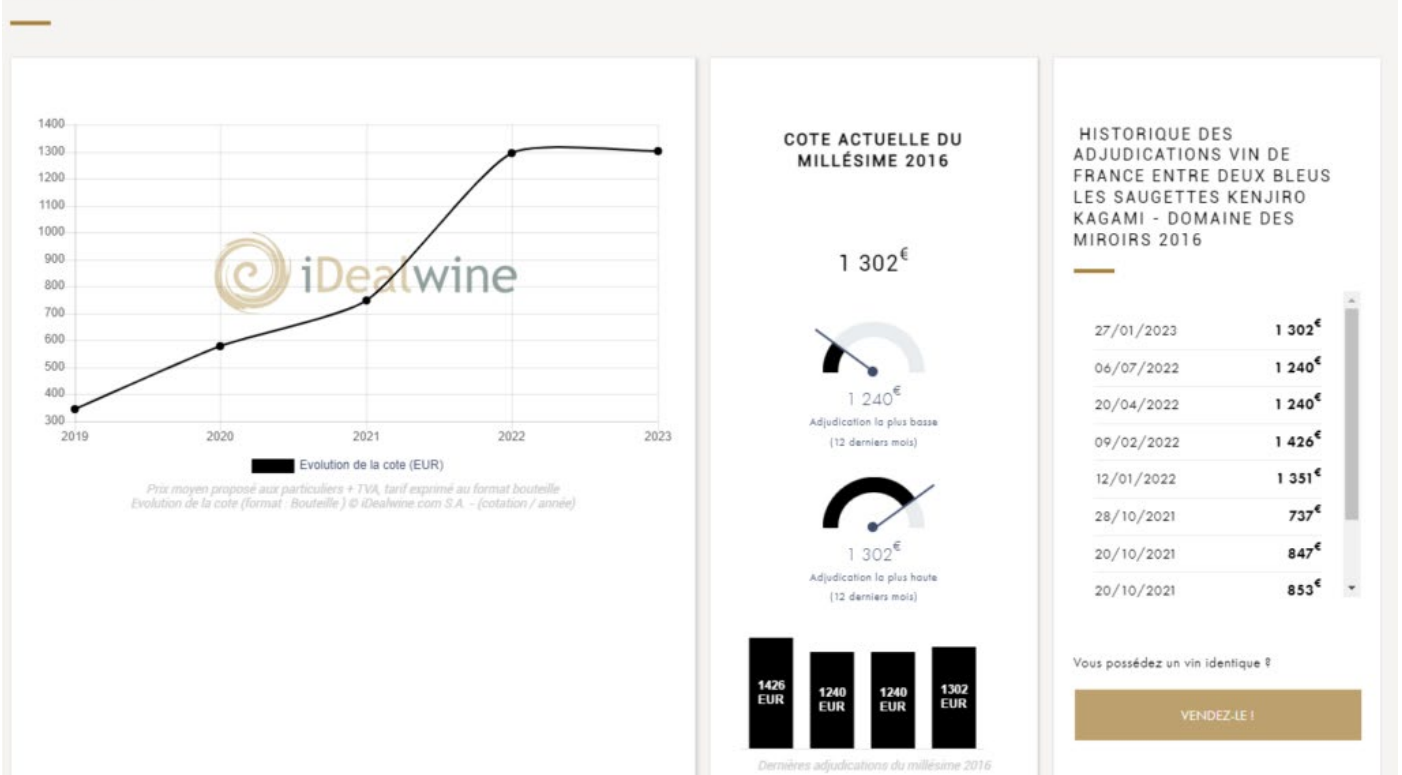 1400
1300
1200
1100
1000
900
800
700
600
500
400
300
iDealwine
2019 2020 2021 2022 2023
Evolution de la cote (EUR)
Prix moyen proposé aux particuliers + TVA, tarif exprimé au format bouteille
Evolution de la cote (format : Bouteille ) © iDealwine.com S.A. - (cotation / année)
COTE ACTUELLE DU
MILLÉSIME 2016
1 302€
1 240€
Adjudication la plus basse
(12 derniers mois)
1 302€
Adjudication la plus haute
(12 derniers mois)
1426 EUR
1240 EUR
1240 EUR
1302 EUR
Dernières adjudications du millésime 2016
HISTORIQUE DES
ADJUDICATIONS VIN DE
FRANCE ENTRE DEUX BLEUS
LES SAUGETTES KENJIRO
KAGAMI - DOMAINE DES
MIROIRS 2016
27/01/2023 1 302€
06/07/2022 1 240€
20/04/2022 1 240€
09/02/2022 1 426€
12/01/2022 1 351€
28/10/2021 737€
20/10/2021 847€
20/10/2021 853€
Vous possédez un vin identique ?
VENDEZ-LE !